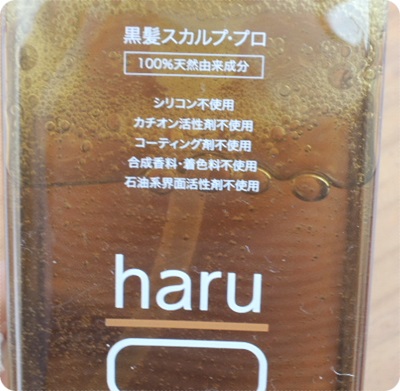 黒髪スカルプ・プロ
100%天然由来成分
シリコン不使用
カチオン活性剤不使用
コーティング剤不使用
合成香料・着色料不使用
石油系界面活性剤不使用
haru